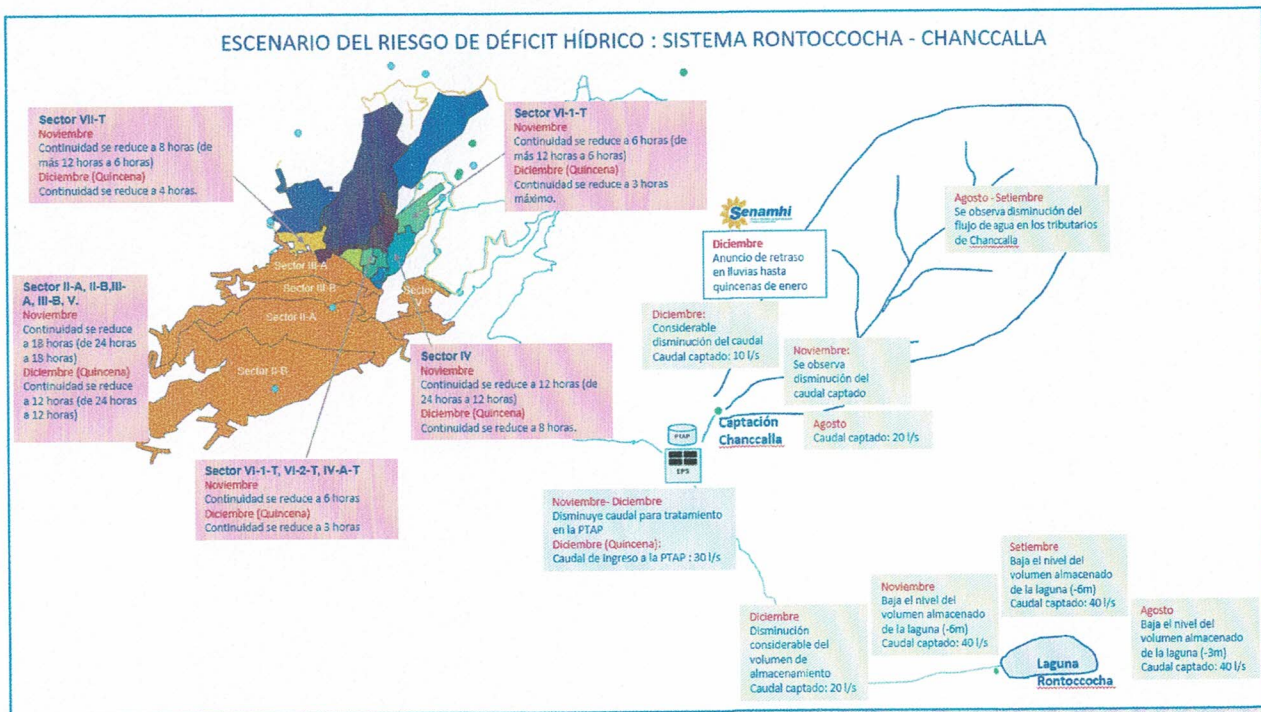 ESCENARIO DEL RIESGO DE DÉFICIT HÍDRICO : SISTEMA RONTOCCOCHA - CHANCCALLA
Sector VII-T
Noviembre
Continuidad se reduce a 8 horas (de
más 12 horas a 6 horas)
Diciembre (Quincena)
Continuidad se reduce a 4 horas.
Sector VI-1-T
Noviembre
Continuidad se reduce a 6 horas (de
más 12 horas a 6 horas)
Diciembre (Quincena)
Continuidad se reduce a 3 horas
máximo.
Senamhi
Diciembre
Anuncio de retraso
en lluvias hasta
quincenas de enero
Agosto - Setiembre
Se observa disminución del
flujo de agua en los tributarios
de Chanccalla
Sector II-A, II-B,III-
A, III-B, V.
Noviembre
Continuidad se reduce
a 18 horas (de 24 horas
a 18 horas)
Diciembre (Quincena)
Continuidad se reduce
a 12 horas (de 24 horas
a 12 horas)
Sector III-A
Sector III-B
Sector II-A
Sector II-B
Sector
V
Sector IV
Noviembre
Continuidad se reduce a 12 horas (de
24 horas a 12 horas)
Diciembre (Quincena)
Continuidad se reduce a 8 horas.
Diciembre:
Considerable
disminución del caudal
Caudal captado: 10 l/s
Noviembre:
Se observa
disminución del
caudal captado
Captación
Chanccalla
Agosto
Caudal captado: 20 l/s
PTAP
EPS
Sector VI-1-T, VI-2-T, IV-A-T
Noviembre
Continuidad se reduce a 6 horas
Diciembre (Quincena)
Continuidad se reduce a 3 horas
Noviembre- Diciembre
Disminuye caudal para tratamiento
en la PTAP
Diciembre (Quincena):
Caudal de ingreso a la PTAP : 30 l/s
Diciembre
Disminución
considerable del
volumen de
almacenamiento
Caudal captado: 20 l/s
Noviembre
Baja el nivel del
volumen almacenado
de la laguna (-6m)
Caudal captado: 40 l/s
Setiembre
Baja el nivel del
volumen almacenado
de la laguna (-6m)
Caudal captado: 40 l/s
Agosto
Baja el nivel del
volumen almacenado
de la laguna (-3m)
Caudal captado: 40 l/s
Laguna
Rontoccocha